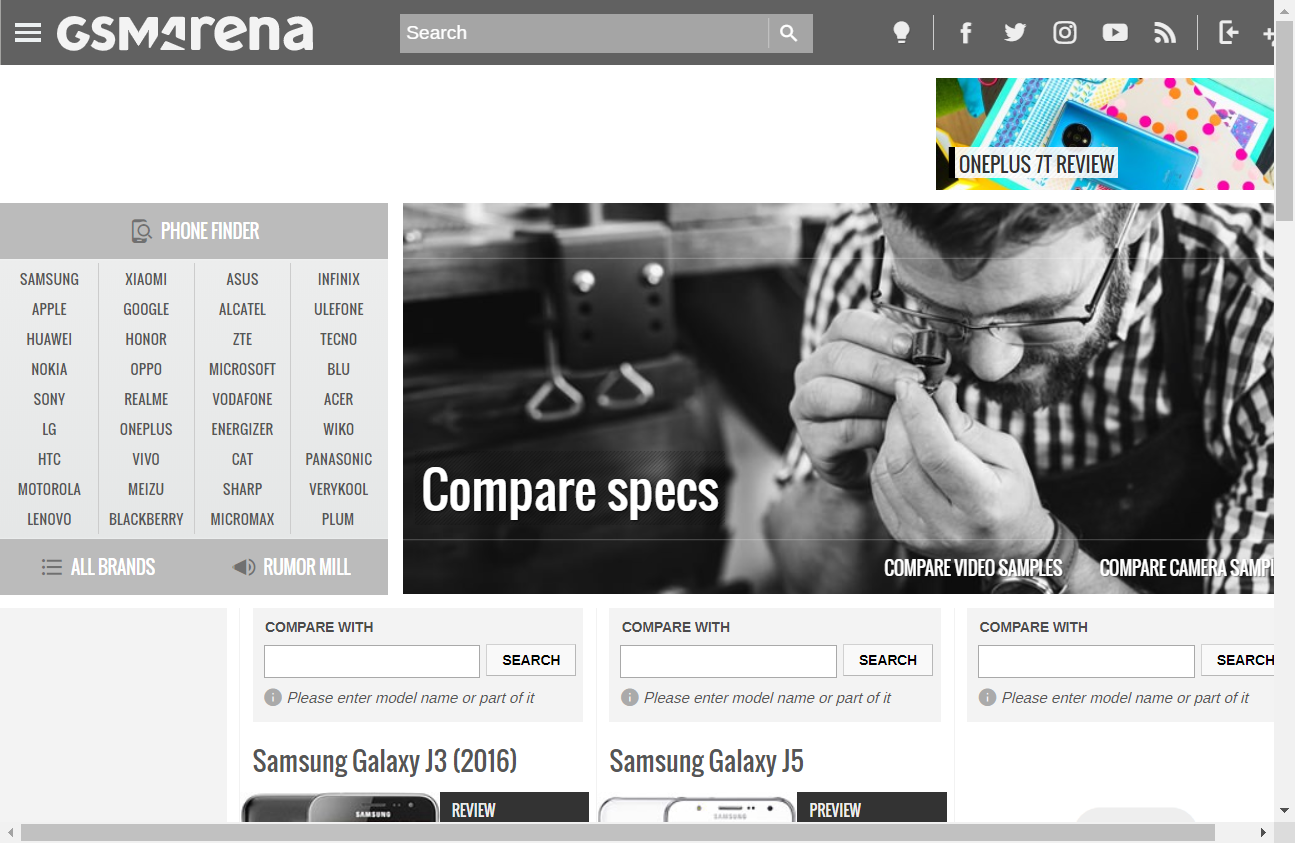 GSMArena
Search
ONEPLUS 7T REVIEW
PHONE FINDER
SAMSUNG XIAOMI ASUS INFINIX
APPLE GOOGLE ALCATEL ULEFONE
HUAWEI HONOR ZTE TECNO
NOKIA OPPO MICROSOFT BLU
SONY REALME VODAFONE ACER
LG ONEPLUS ENERGIZER WIKO
HTC VIVO CAT PANASONIC
MOTOROLA MEIZU SHARP VERYKOOL
LENOVO BLACKBERRY MICROMAX PLUM
ALL BRANDS RUMOR MILL
Compare specs
COMPARE VIDEO SAMPLES COMPARE CAMERA SAMPL
COMPARE WITH COMPARE WITH COMPARE WITH
SEARCH SEARCH SEARCH
Please enter model name or part of it Please enter model name or part of it Please enter model name or part of it
Samsung Galaxy J3 (2016) Samsung Galaxy J5
SAMSUNG REVIEW SAMSUNG PREVIEW